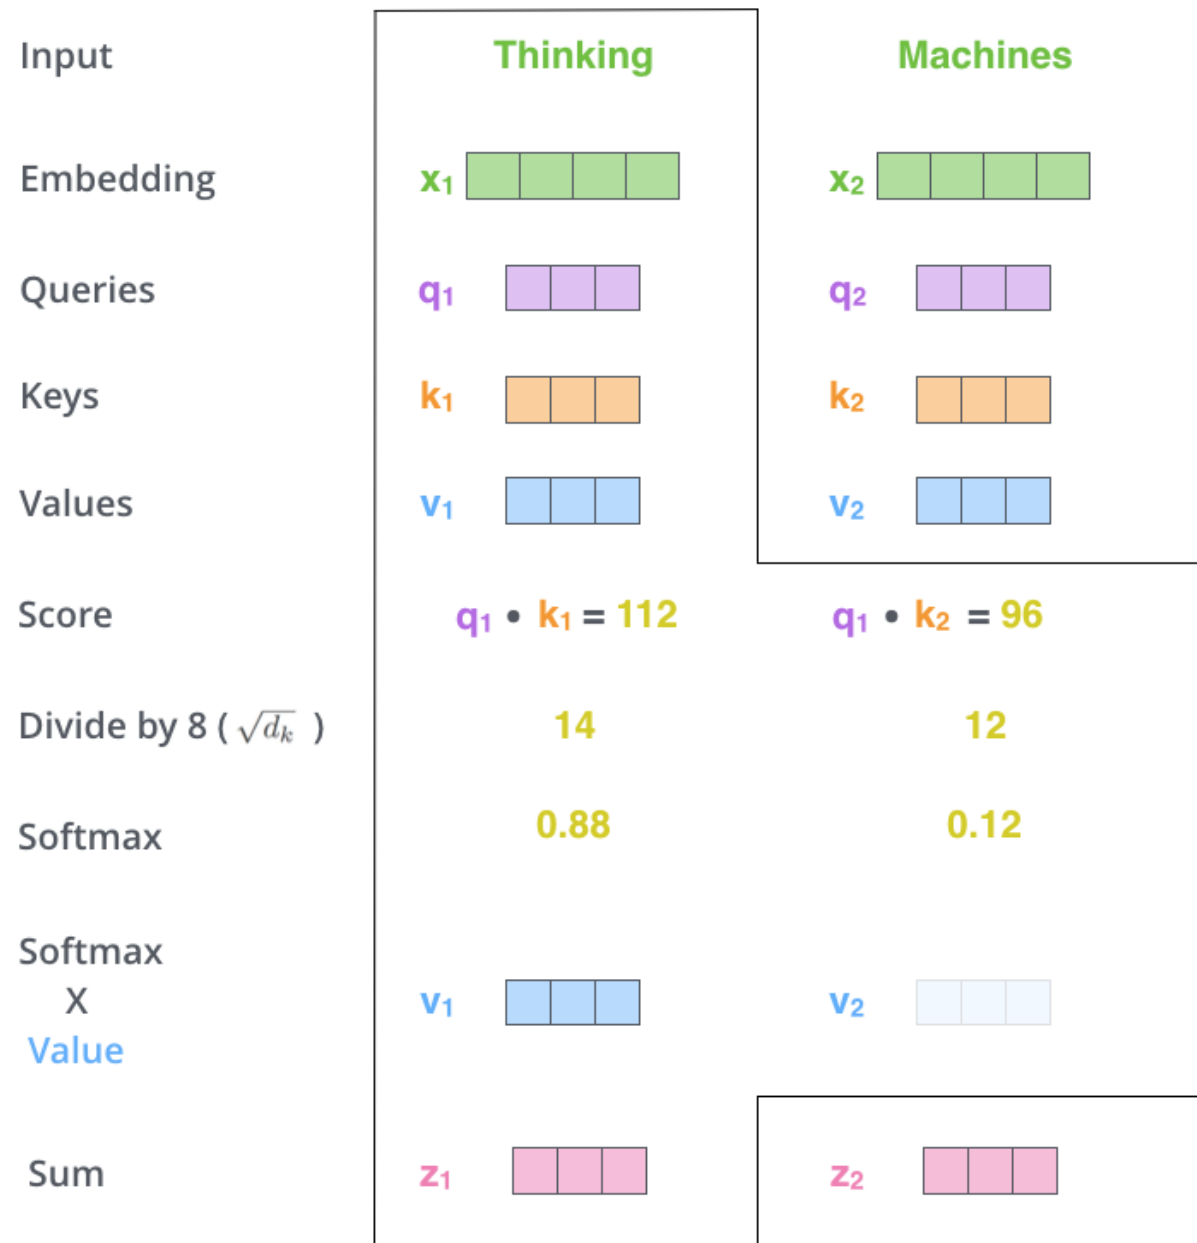 Input Thinking Machines
Embedding x1 x2
Queries q1 q2
Keys k1 k2
Values v1 v2
Score q1 • k1 = 112 q1 • k2 = 96
Divide by 8 ( √dk ) 14 12
Softmax 0.88 0.12
Softmax
X v1 v2
Value
Sum z1 z2